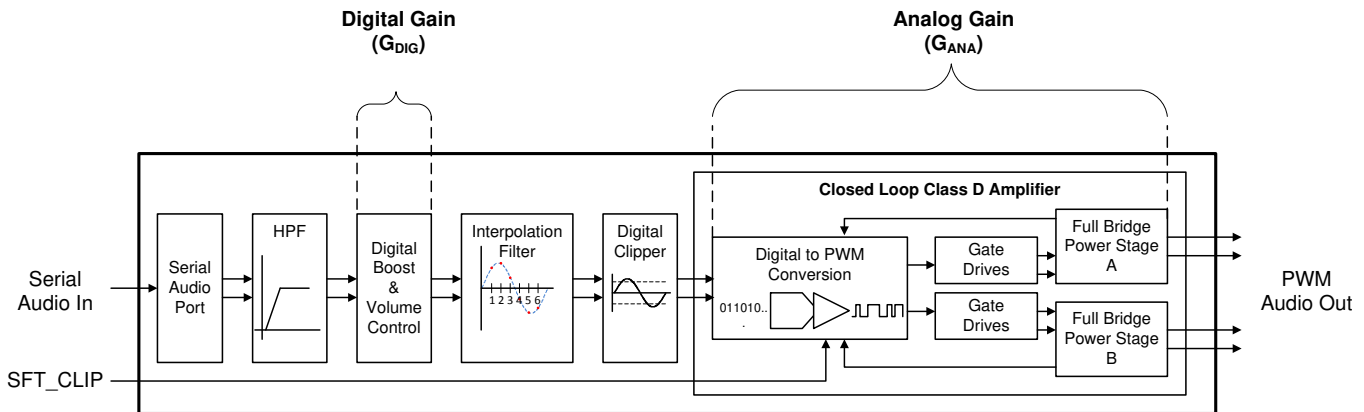 Digital Gain
(GDIG)
Analog Gain
(GANA)
Closed Loop Class D Amplifier
Serial
Audio In
Serial
Audio
Port
HPF
Digital
Boost
&
Volume
Control
Interpolation
Filter
1 2 3 4 5 6
Digital
Clipper
Digital to PWM
Conversion
011010..
.
Gate
Drives
Gate
Drives
Full Bridge
Power Stage
A
Full Bridge
Power Stage
B
PWM
Audio Out
SFT_CLIP